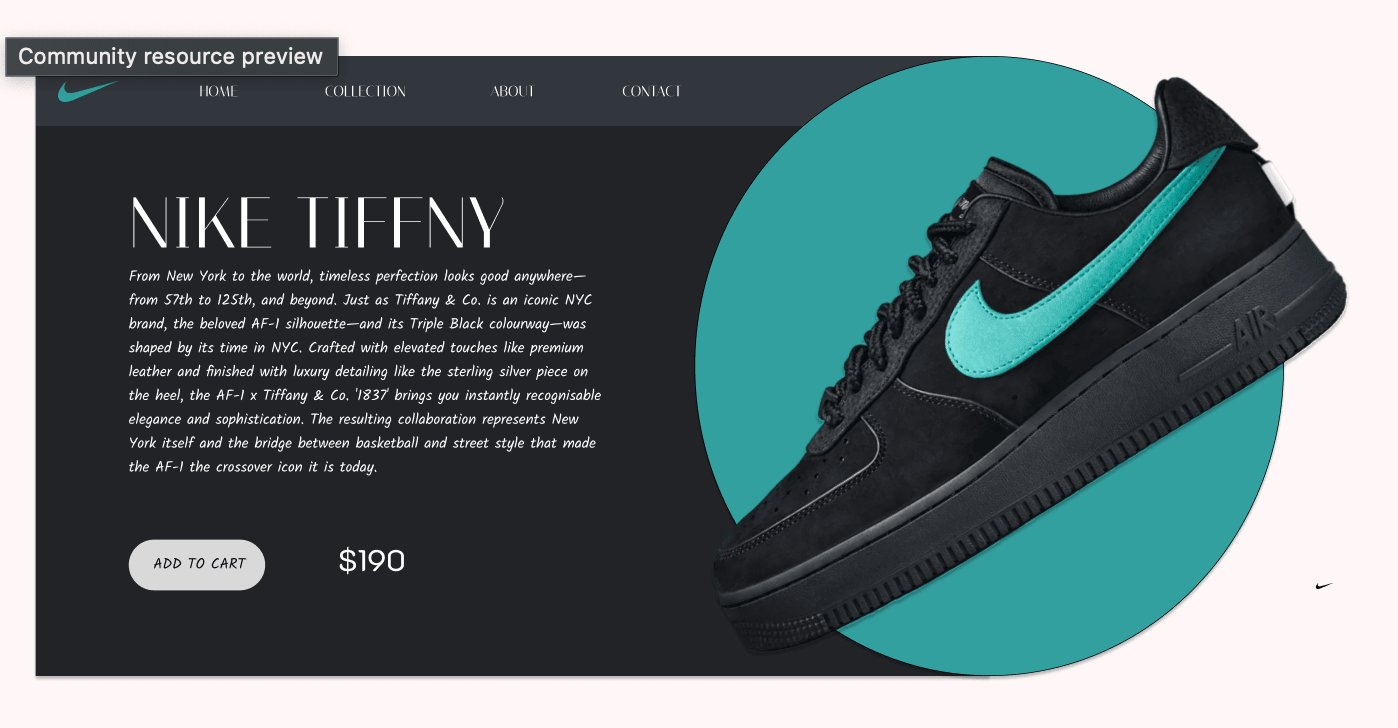 Community resource preview
HOME COLLECTION ABOUT CONTACT
NIKE TIFFNY
From New York to the world, timeless perfection looks good anywhere—
from 57th to 125th, and beyond. Just as Tiffany & Co. is an iconic NYC
brand, the beloved AF-1 silhouette—and its Triple Black colourway—was
shaped by its time in NYC. Crafted with elevated touches like premium
leather and finished with luxury detailing like the sterling silver piece on
the heel, the AF-1 x Tiffany & Co. '1837' brings you instantly recognisable
elegance and sophistication. The resulting collaboration represents New
York itself and the bridge between basketball and street style that made
the AF-1 the crossover icon it is today.
ADD TO CART $190
AIR